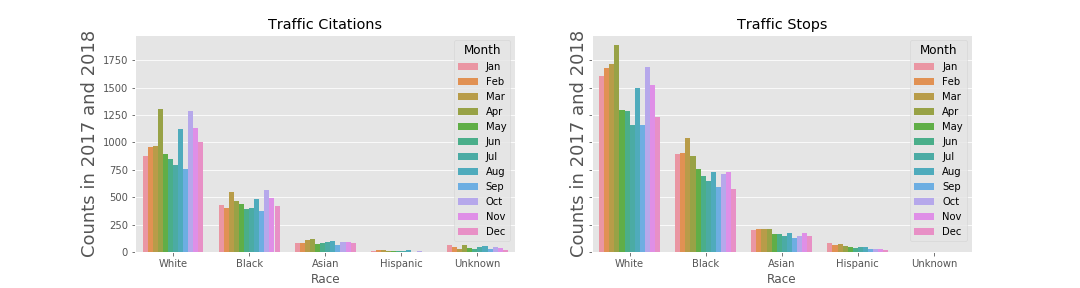 Traffic Citations
Counts in 2017 and 2018
1750
1500
1250
1000
750
500
250
0
White Black Asian Hispanic Unknown
Race
Month
Jan
Feb
Mar
Apr
May
Jun
Jul
Aug
Sep
Oct
Nov
Dec
Traffic Stops
Counts in 2017 and 2018
White Black Asian Hispanic Unknown
Race
Month
Jan
Feb
Mar
Apr
May
Jun
Jul
Aug
Sep
Oct
Nov
Dec